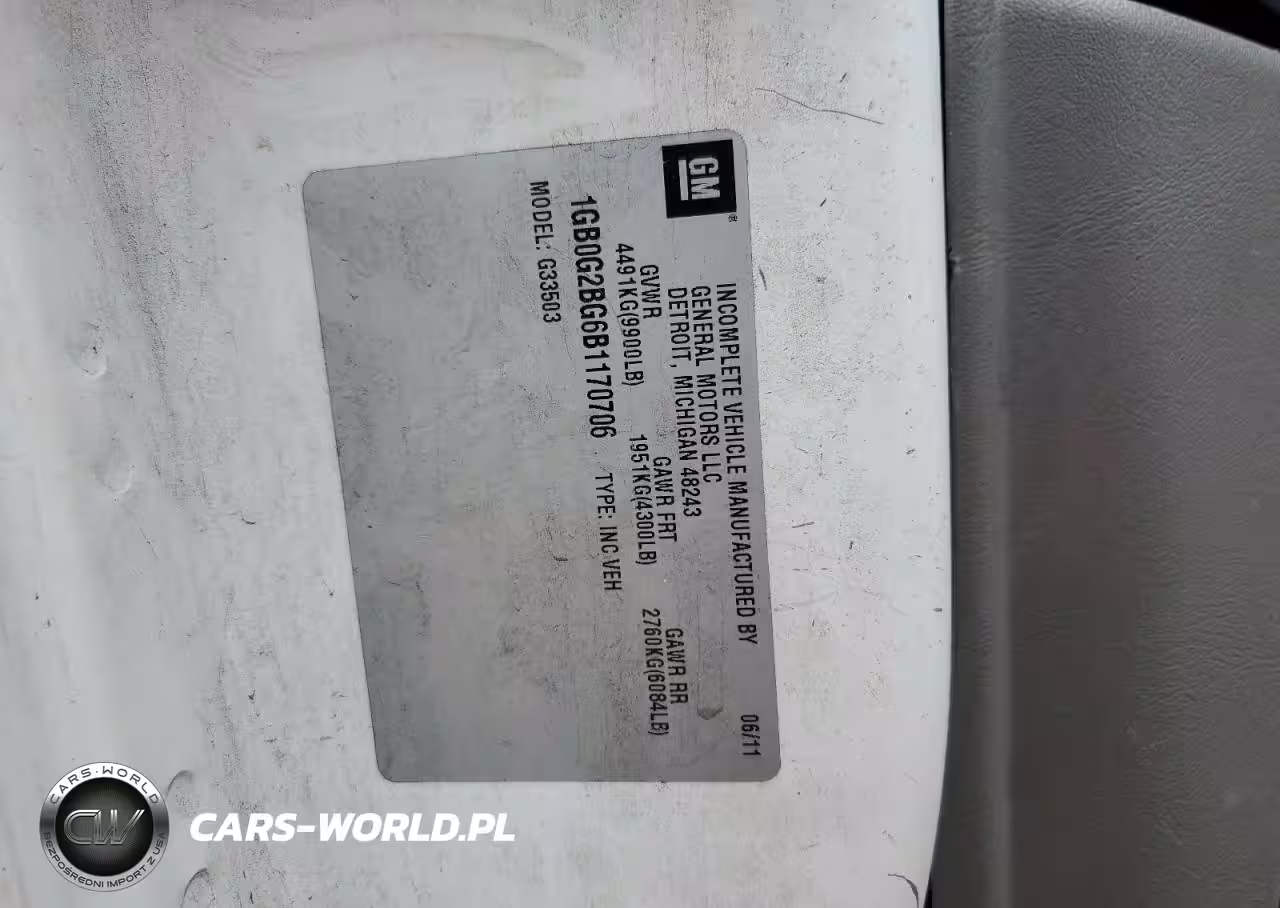 GM®
INCOMPLETE VEHICLE MANUFACTURED BY 06/11
GENERAL MOTORS LLC
DETROIT, MICHIGAN 48243
GVWR GAWR FRT GAWR RR
4491KG(9900LB) 1951KG(4300LB) 2760KG(6084LB)
1GB0G2BG6B1170706 TYPE: INC.VEH
MODEL: G33503
CARS-WORLD
CW
BEZPOŚREDNI IMPORT Z USA
CARS-WORLD.PL